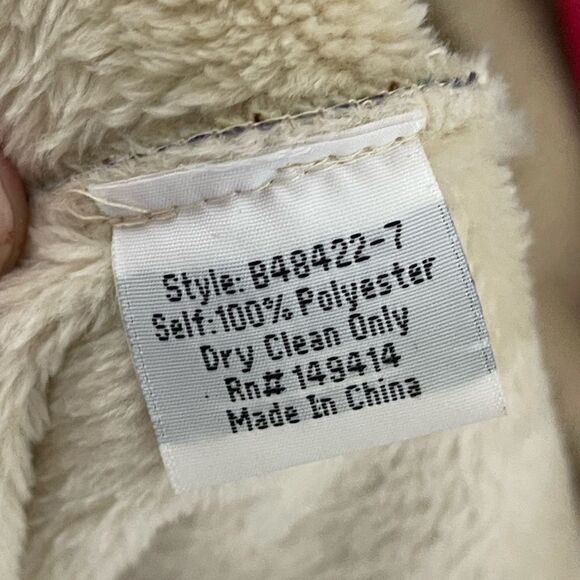 Style: B48422-7
Self:100% Polyester
Dry Clean Only
Rn# 149414
Made In China